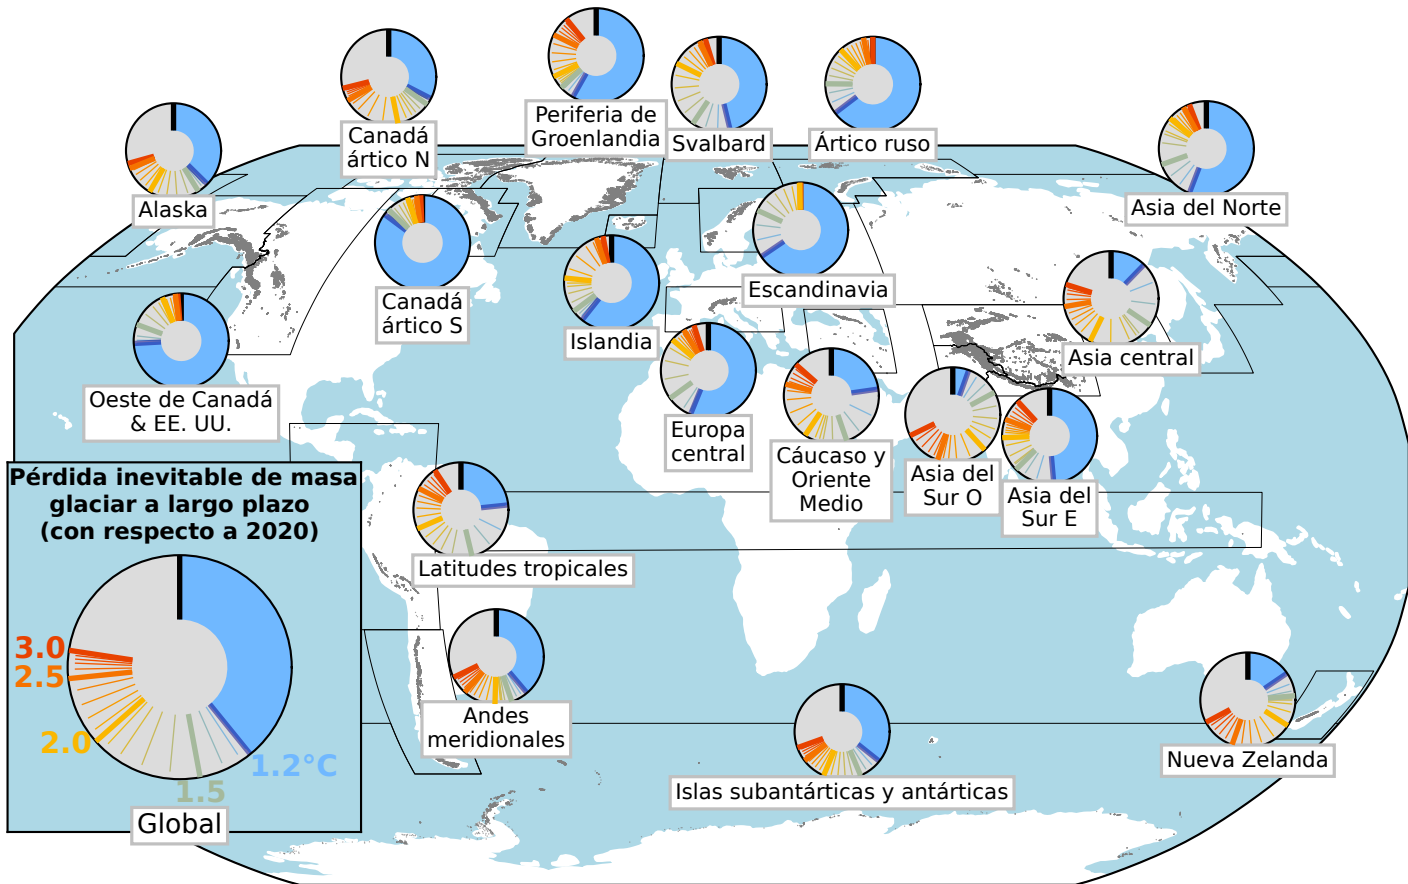 Periferia de
Groenlandia
Canadá
ártico N
Svalbard
Ártico ruso
Alaska
Asia del Norte
Canadá
ártico S
Escandinavia
Islandia
Asia central
Oeste de Canadá
& EE. UU.
Europa
central
Cáucaso y
Oriente
Medio
Asia del
Sur O
Asia del
Sur E
Latitudes tropicales
Andes
meridionales
Nueva Zelanda
Islas subantárticas y antárticas
Pérdida inevitable de masa
glaciar a largo plazo
(con respecto a 2020)
3.0
2.5
2.0
1.2°C
1.5
Global